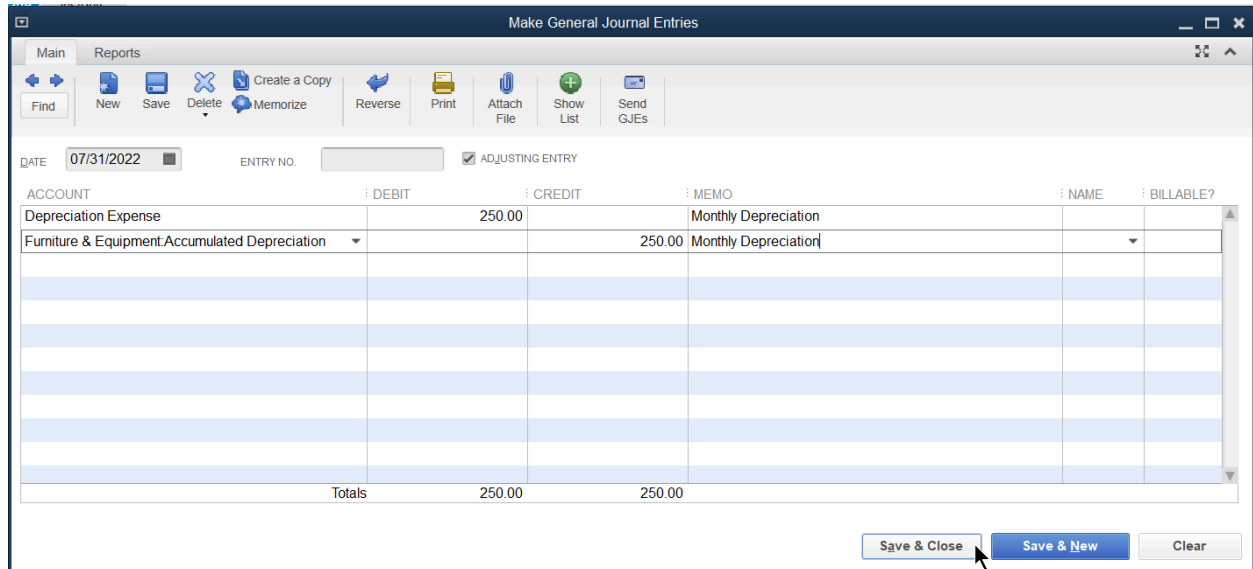 Make General Journal Entries
Main Reports
Find
New
Save
Delete
Create a Copy
Memorize
Reverse
Print
Attach
File
Show
List
Send
GJEs
DATE 07/31/2022 ENTRY NO. ADJUSTING ENTRY
ACCOUNT DEBIT CREDIT MEMO NAME BILLABLE?
Depreciation Expense 250.00 Monthly Depreciation
Furniture & Equipment:Accumulated Depreciation 250.00 Monthly Depreciation
Totals 250.00 250.00
Save & Close Save & New Clear